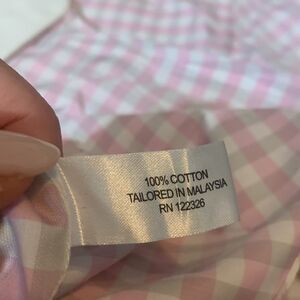 100% COTTON
TAILORED IN MALAYSIA
RN 122326